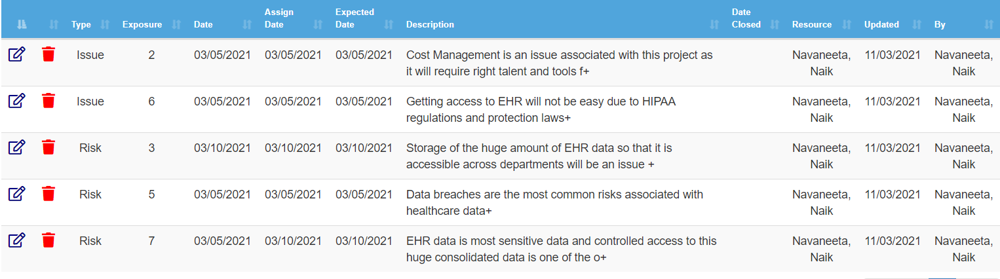 Type Exposure Date Assign Date Expected Date Description Date Closed Resource Updated By
Issue 2 03/05/2021 03/05/2021 03/05/2021 Cost Management is an issue associated with this project as Navaneeta, 11/03/2021 Navaneeta,
it will require right talent and tools f+ Naik Naik
Issue 6 03/05/2021 03/05/2021 03/05/2021 Getting access to EHR will not be easy due to HIPAA Navaneeta, 11/03/2021 Navaneeta,
regulations and protection laws+ Naik Naik
Risk 3 03/10/2021 03/10/2021 03/10/2021 Storage of the huge amount of EHR data so that it is Navaneeta, 11/03/2021 Navaneeta,
accessible across departments will be an issue + Naik Naik
Risk 5 03/05/2021 03/05/2021 03/05/2021 Data breaches are the most common risks associated with Navaneeta, 11/03/2021 Navaneeta,
healthcare data+ Naik Naik
Risk 7 03/05/2021 03/10/2021 03/10/2021 EHR data is most sensitive data and controlled access to this Navaneeta, 11/03/2021 Navaneeta,
huge consolidated data is one of the o+ Naik Naik